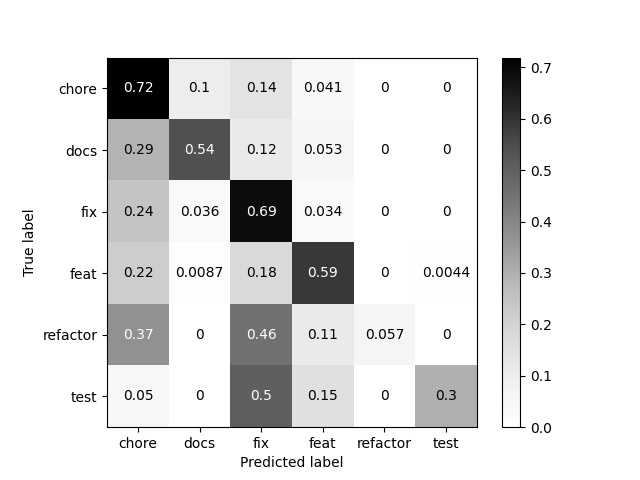 chore 0.72 0.1 0.14 0.041 0 0
docs 0.29 0.54 0.12 0.053 0 0
fix 0.24 0.036 0.69 0.034 0 0
feat 0.22 0.0087 0.18 0.59 0 0.0044
refactor 0.37 0 0.46 0.11 0.057 0
test 0.05 0 0.5 0.15 0 0.3
chore docs fix feat refactor test
Predicted label
True label
0.7
0.6
0.5
0.4
0.3
0.2
0.1
0.0